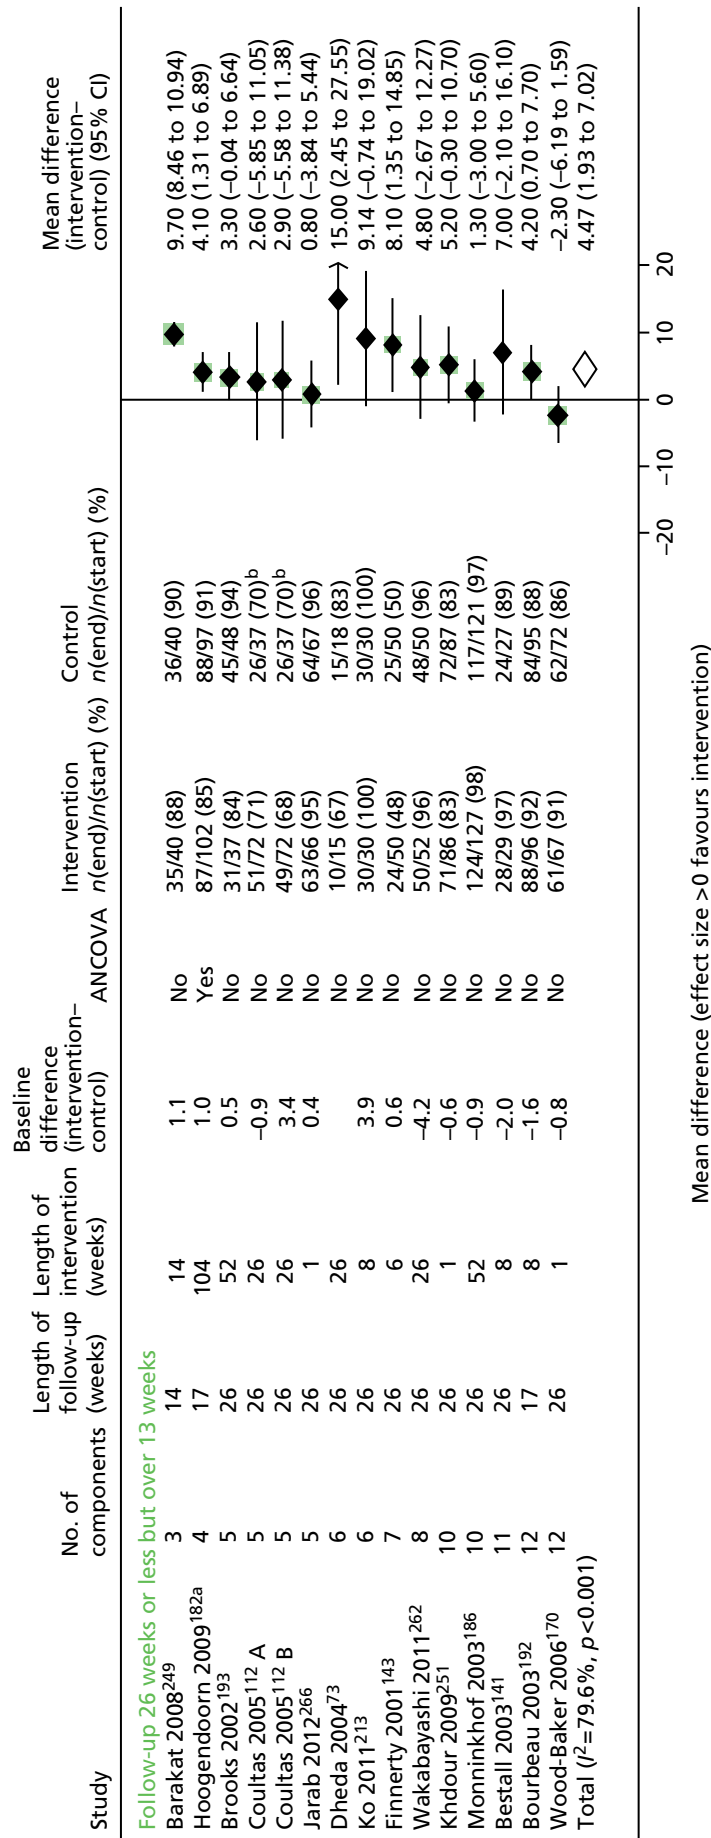 Study No. of components Length of follow-up (weeks) Length of intervention (weeks) Baseline difference (intervention–control) ANCOVA Intervention n(end)/n(start) (%) Control n(end)/n(start) (%) Mean difference (intervention–control) (95% CI)
Follow-up 26 weeks or less but over 13 weeks
Barakat 2008249 3 14 14 1.1 No 35/40 (88) 36/40 (90) 9.70 (8.46 to 10.94)
Hoogendoorn 2009182a 4 17 104 1.0 Yes 87/102 (85) 88/97 (91) 4.10 (1.31 to 6.89)
Brooks 2002193 5 26 52 0.5 No 31/37 (84) 45/48 (94) 3.30 (–0.04 to 6.64)
Coultas 2005112 A 5 26 26 –0.9 No 51/72 (71) 26/37 (70)b 2.60 (–5.85 to 11.05)
Coultas 2005112 B 5 26 26 3.4 No 49/72 (68) 26/37 (70)b 2.90 (–5.58 to 11.38)
Jarab 2012266 5 26 1 0.4 No 63/66 (95) 64/67 (96) 0.80 (–3.84 to 5.44)
Dheda 200473 6 26 26 No 10/15 (67) 15/18 (83) 15.00 (2.45 to 27.55)
Ko 2011213 6 26 8 3.9 No 30/30 (100) 30/30 (100) 9.14 (–0.74 to 19.02)
Finnerty 2001143 7 26 6 0.6 No 24/50 (48) 25/50 (50) 8.10 (1.35 to 14.85)
Wakabayashi 2011262 8 26 26 –4.2 No 50/52 (96) 48/50 (96) 4.80 (–2.67 to 12.27)
Khdour 2009251 10 26 1 –0.6 No 71/86 (83) 72/87 (83) 5.20 (–0.30 to 10.70)
Monninkhof 2003186 10 26 52 –0.9 No 124/127 (98) 117/121 (97) 1.30 (–3.00 to 5.60)
Bestall 2003141 11 26 8 –2.0 No 28/29 (97) 24/27 (89) 7.00 (–2.10 to 16.10)
Bourbeau 2003192 12 17 8 –1.6 No 88/96 (92) 84/95 (88) 4.20 (0.70 to 7.70)
Wood-Baker 2006170 12 26 1 –0.8 No 61/67 (91) 62/72 (86) –2.30 (–6.19 to 1.59)
Total (I2=79.6%, p<0.001) 4.47 (1.93 to 7.02)
–20 –10 0 10 20
Mean difference (effect size >0 favours intervention)